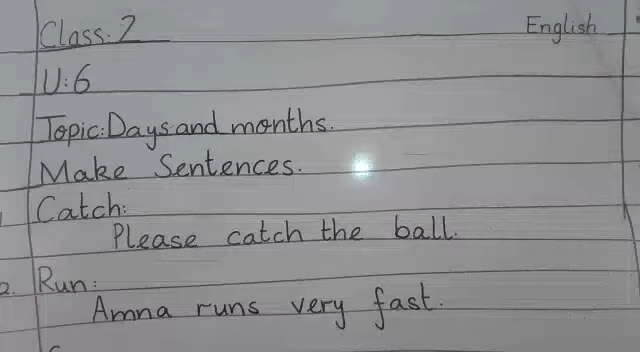 Class: 2 English
U: 6
Topic: Days and months.
Make Sentences.
1 Catch:
Please catch the ball.
2. Run:
Amna runs very fast.